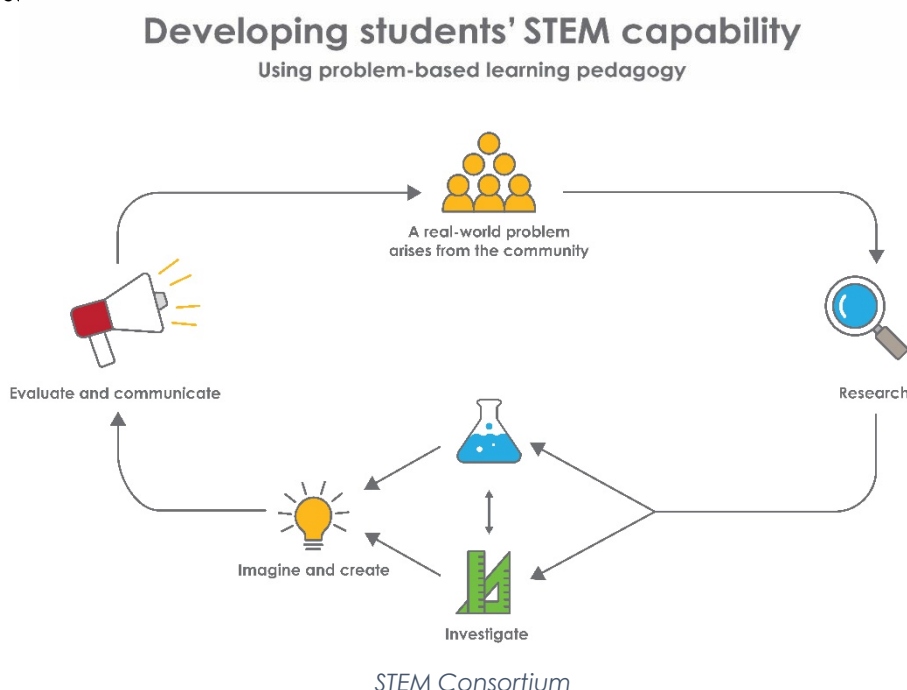 Developing students' STEM capability
Using problem-based learning pedagogy
A real-world problem
arises from the community
Evaluate and communicate
Research
Imagine and create
Investigate
STEM Consortium